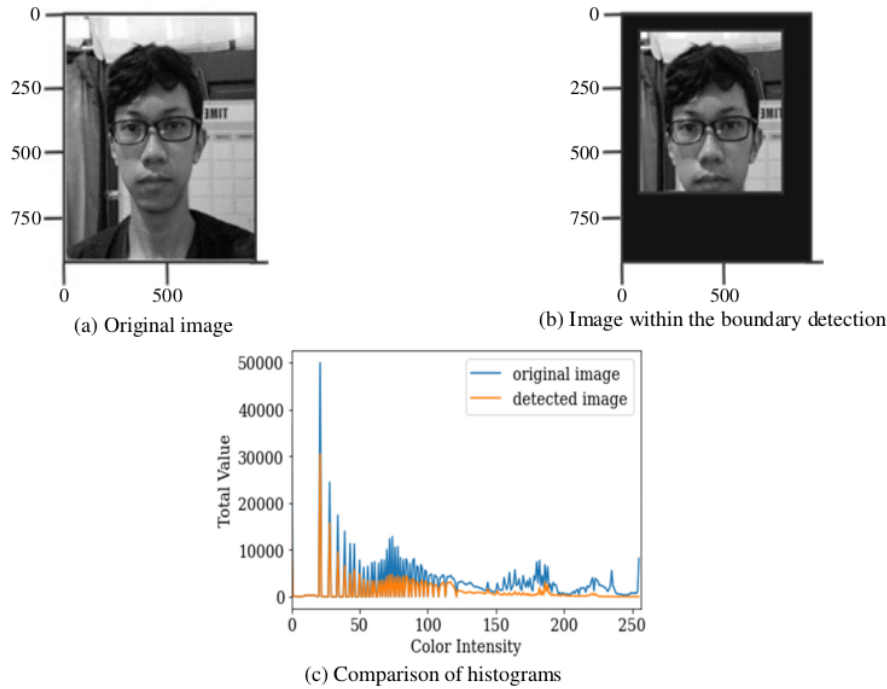 0
250
500
750
0 500
TIME
(a) Original image
0
250
500
750
0 500
TIME
(b) Image within the boundary detection
50000
40000
30000
20000
10000
0
Total Value
original image
detected image
0 50 100 150 200 250
Color Intensity
(c) Comparison of histograms